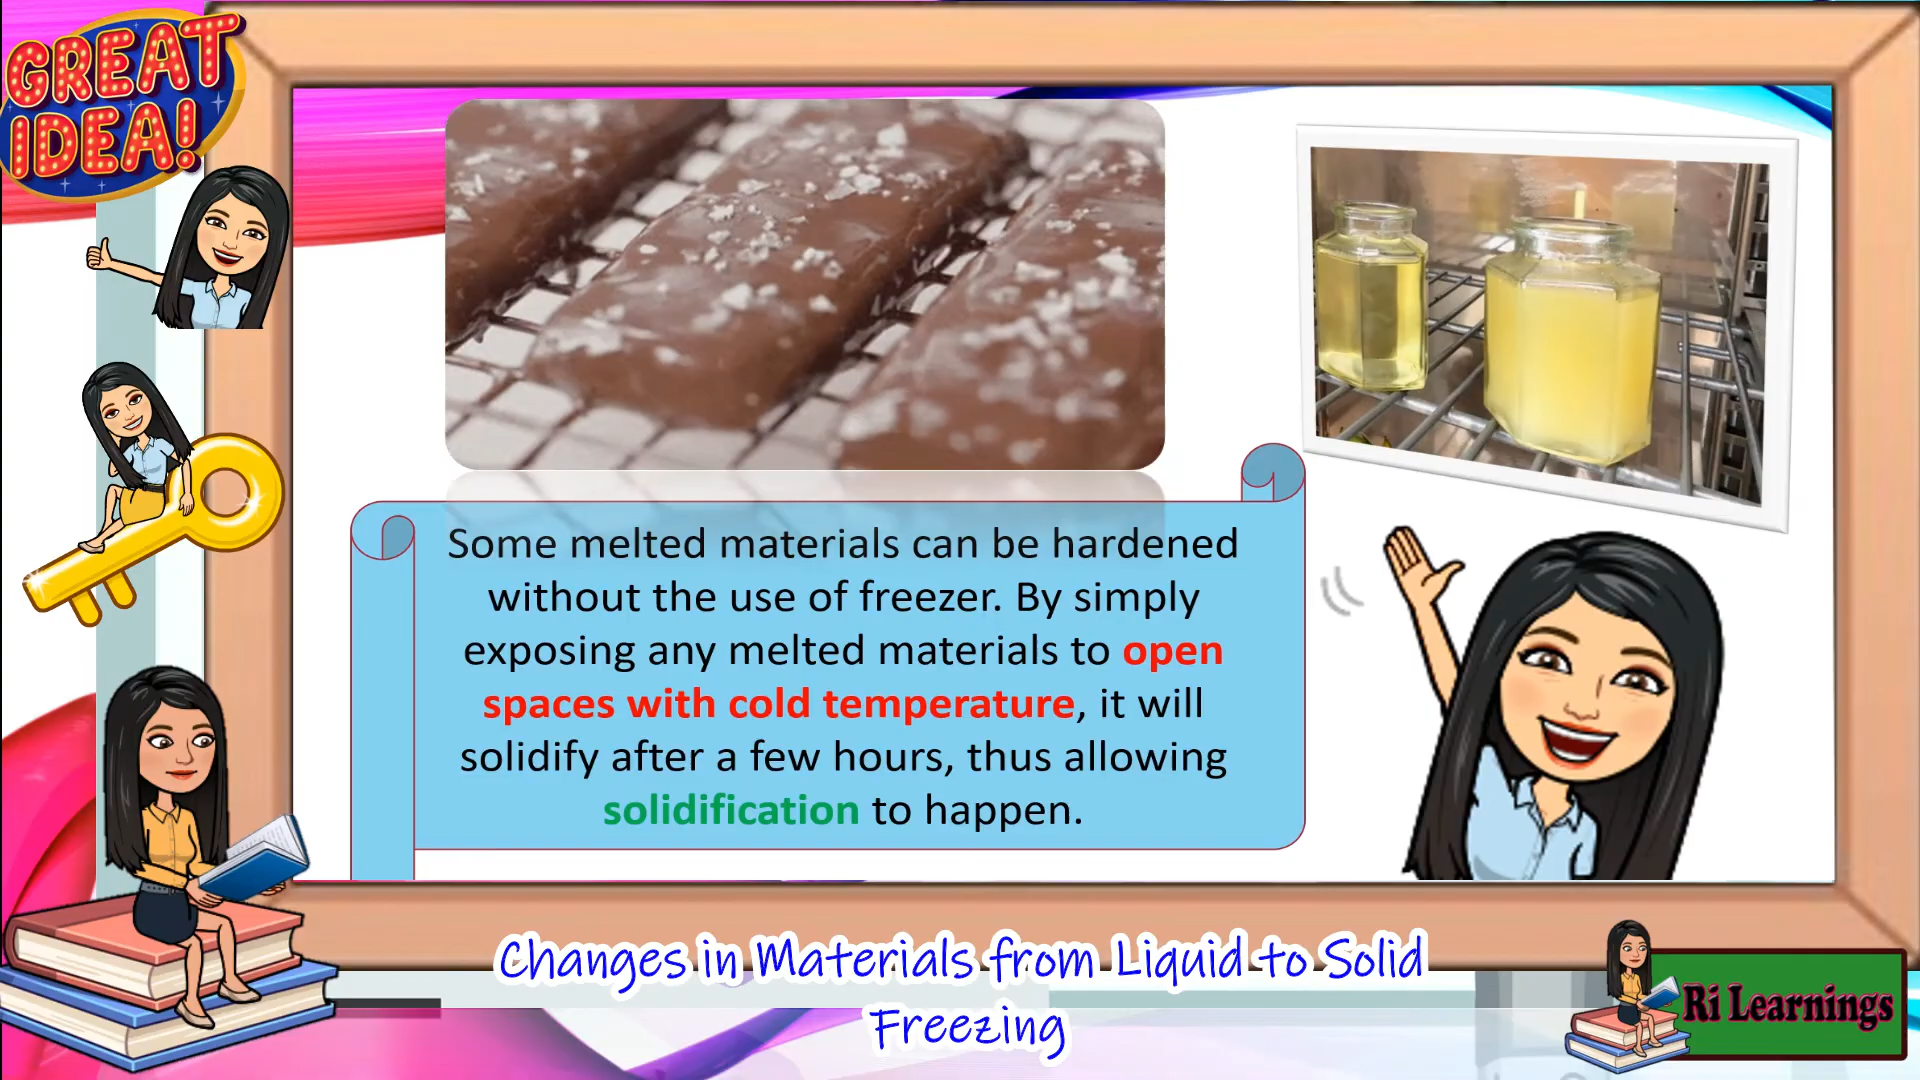 GREAT
IDEA!
Some melted materials can be hardened
without the use of freezer. By simply
exposing any melted materials to open
spaces with cold temperature, it will
solidify after a few hours, thus allowing
solidification to happen.
Changes in Materials from Liquid to Solid
Freezing
Ri Learnings